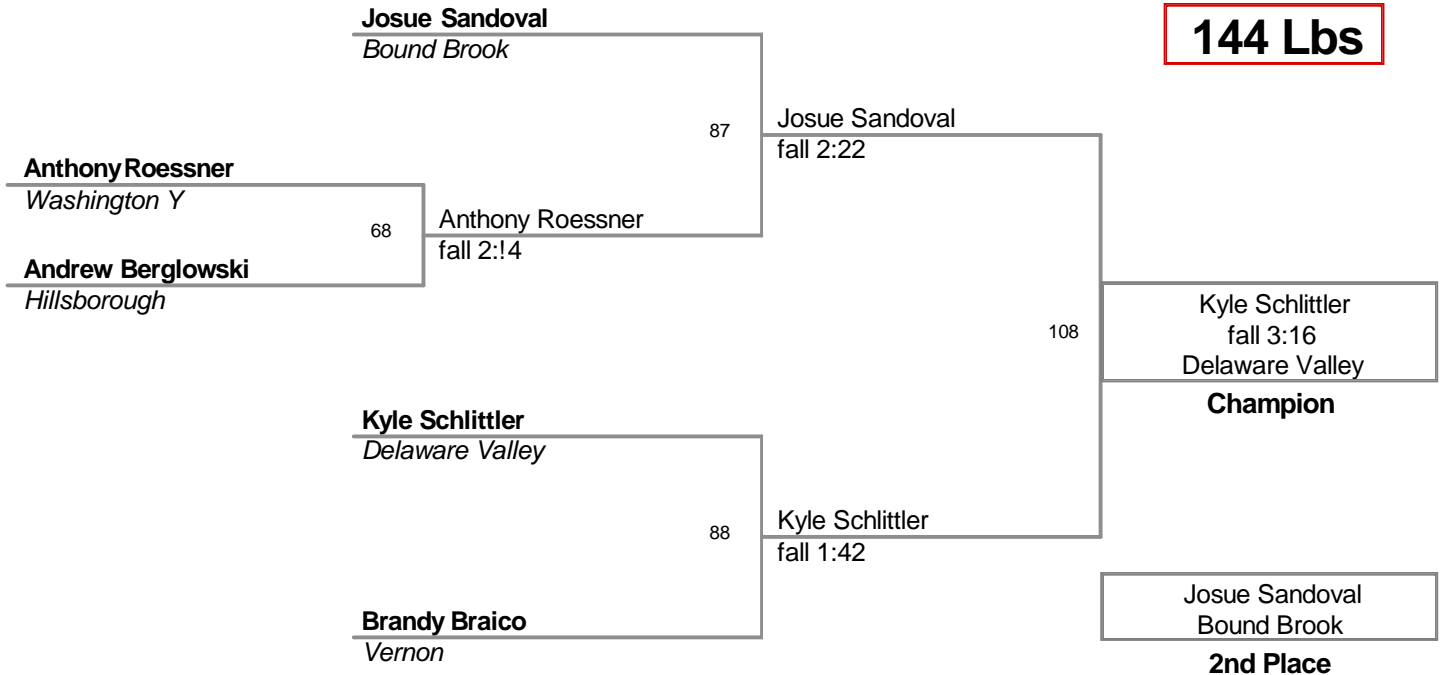 Josue Sandoval
Bound Brook
144 Lbs
87
Josue Sandoval
fall 2:22
Anthony Roessner
Washington Y
68
Anthony Roessner
fall 2:!4
Andrew Berglowski
Hillsborough
108
Kyle Schlittler
fall 3:16
Delaware Valley
Champion
Kyle Schlittler
Delaware Valley
88
Kyle Schlittler
fall 1:42
Brandy Braico
Vernon
Josue Sandoval
Bound Brook
2nd Place